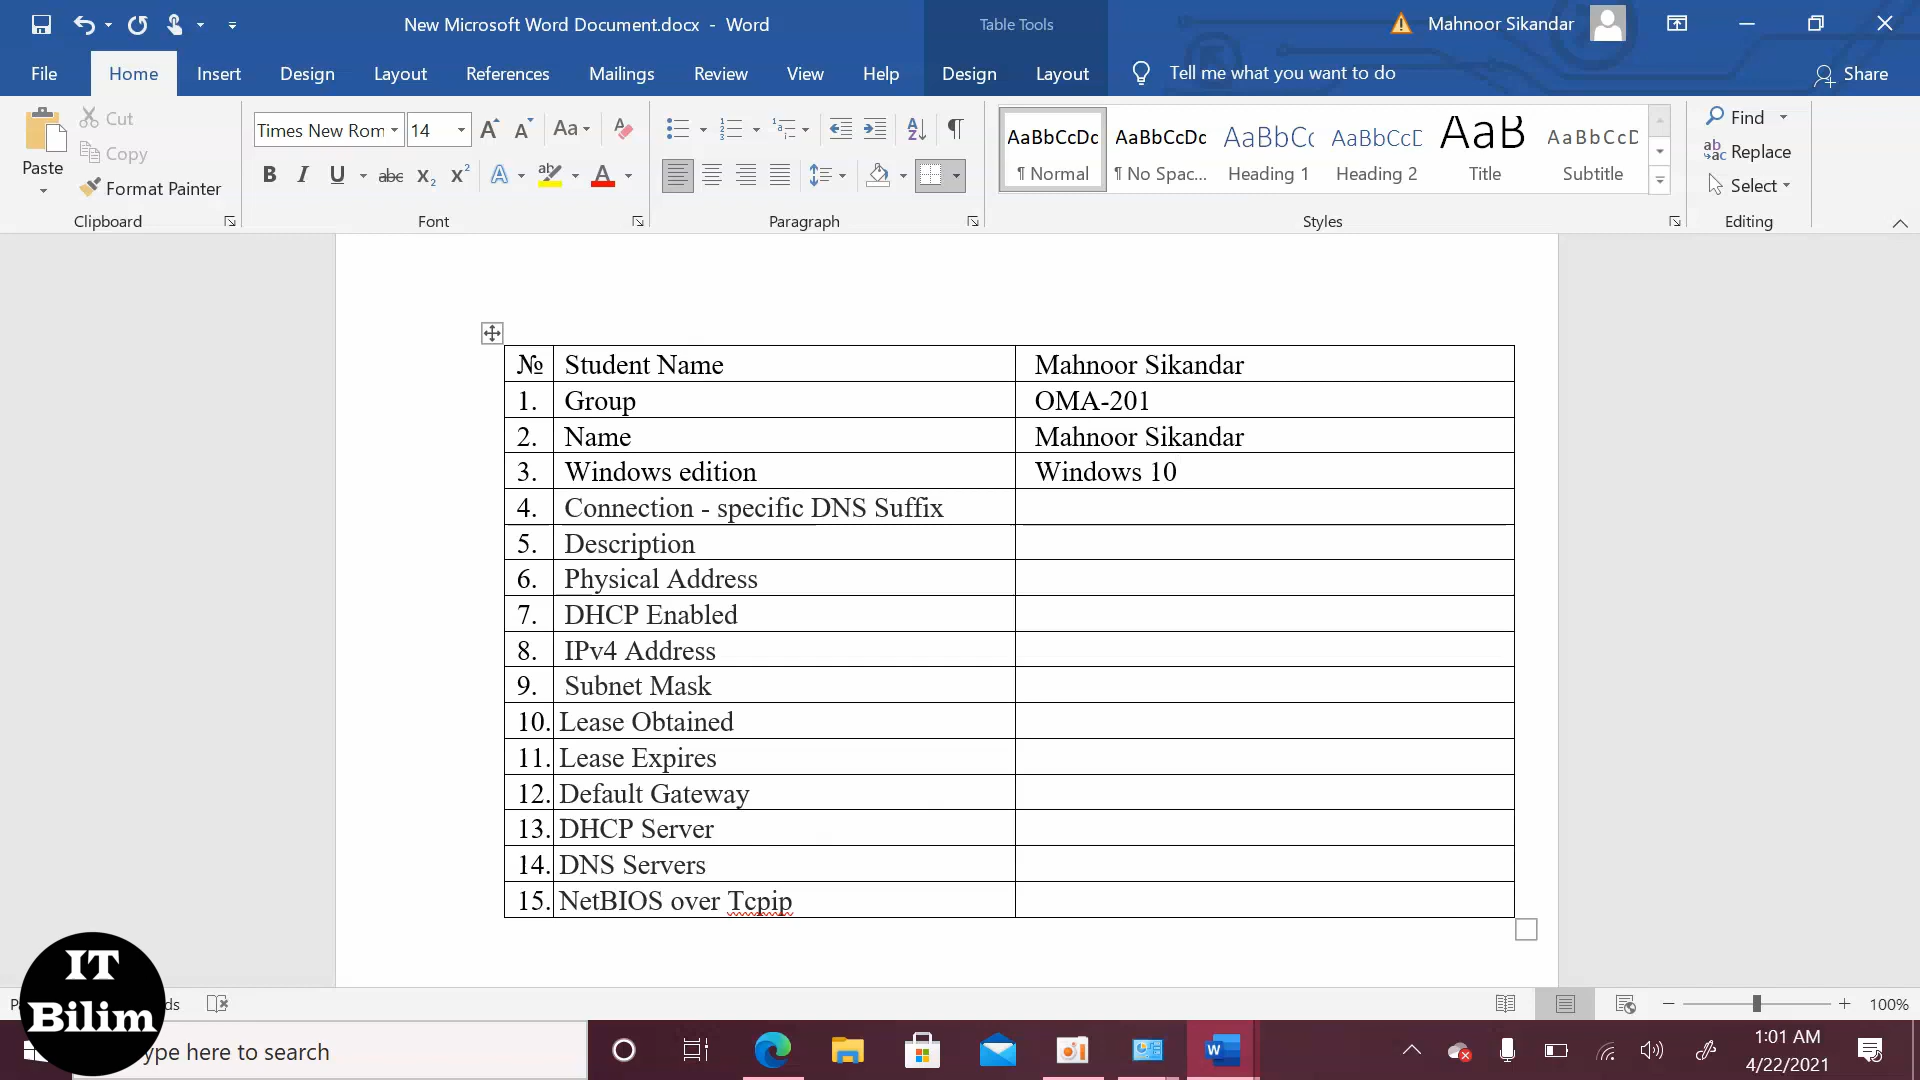 New Microsoft Word Document.docx - Word
Table Tools
Mahnoor Sikandar
File Home Insert Design Layout References Mailings Review View Help Design Layout Tell me what you want to do Share
Paste
Cut
Copy
Format Painter
Clipboard
Times New Rom 14
Font
Paragraph
AaBbCcDc AaBbCcDc AaBbCc AaBbCcD AaB AaBbCcD
¶ Normal ¶ No Spac... Heading 1 Heading 2 Title Subtitle
Styles
Find
Replace
Select
Editing
№ Student Name Mahnoor Sikandar
1. Group OMA-201
2. Name Mahnoor Sikandar
3. Windows edition Windows 10
4. Connection - specific DNS Suffix
5. Description
6. Physical Address
7. DHCP Enabled
8. IPv4 Address
9. Subnet Mask
10. Lease Obtained
11. Lease Expires
12. Default Gateway
13. DHCP Server
14. DNS Servers
15. NetBIOS over Tcpip
IT
Bilim
100%
ype here to search
1:01 AM
4/22/2021